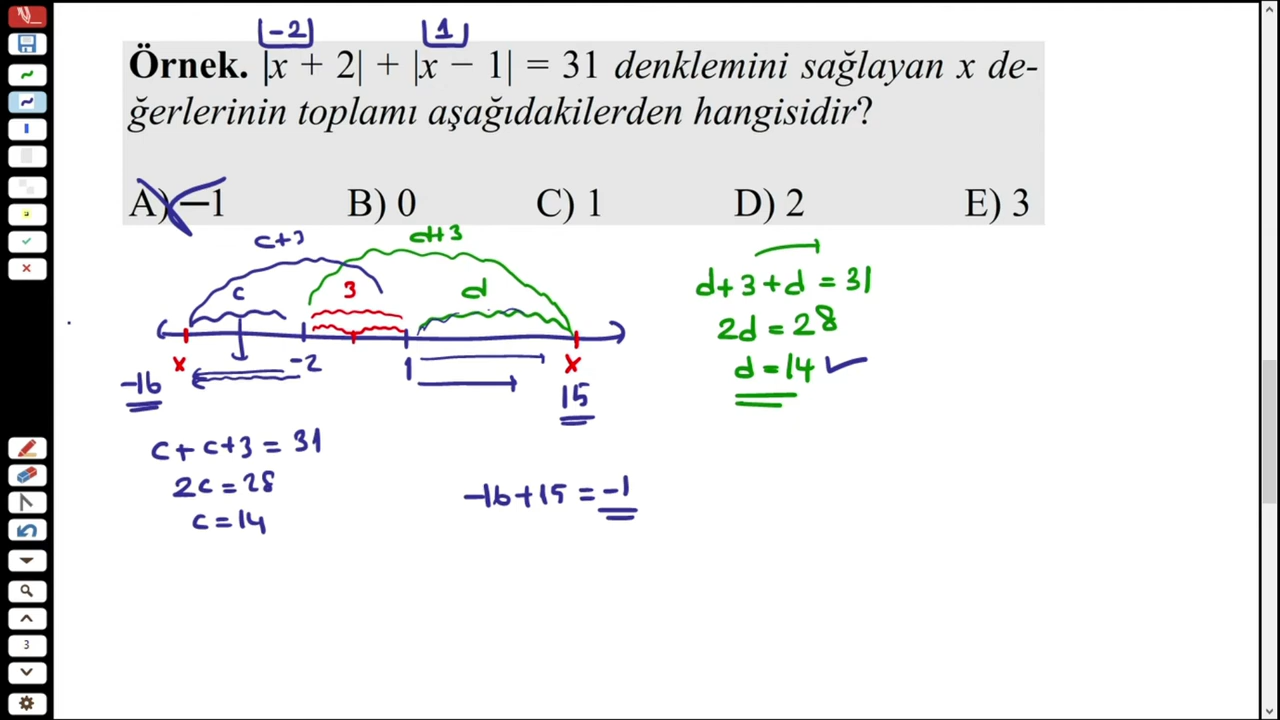 -2 1
Örnek. |x + 2| + |x − 1| = 31 denklemini sağlayan x de-
ğerlerinin toplamı aşağıdakilerden hangisidir?
A) −1 B) 0 C) 1 D) 2 E) 3
c+3 d+3
c 3 d
x -2 1 x
-16 15
d+3+d=31
2d=28
d=14
c+c+3=31
2c=28
c=14
-16+15=-1
3